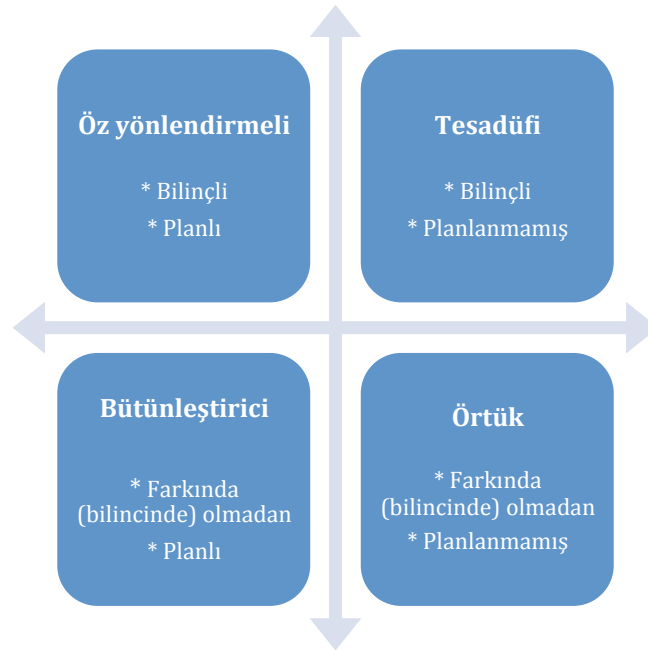 Öz yönlendirmeli
* Bilinçli
* Planlı
Tesadüfi
* Bilinçli
* Planlanmamış
Bütünleştirici
* Farkında
(bilincinde) olmadan
* Planlı
Örtük
* Farkında
(bilincinde) olmadan
* Planlanmamış